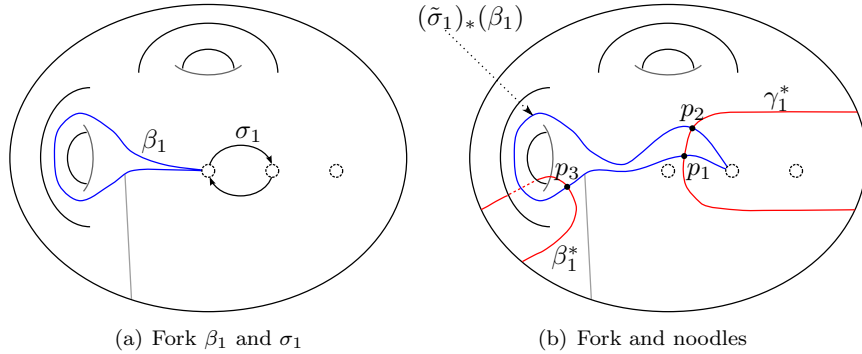 β₁
σ₁
(a) Fork β₁ and σ₁
(σ̃₁)₊(β₁)
p₂
γ₁*
p₁
p₃
β₁*
(b) Fork and noodles